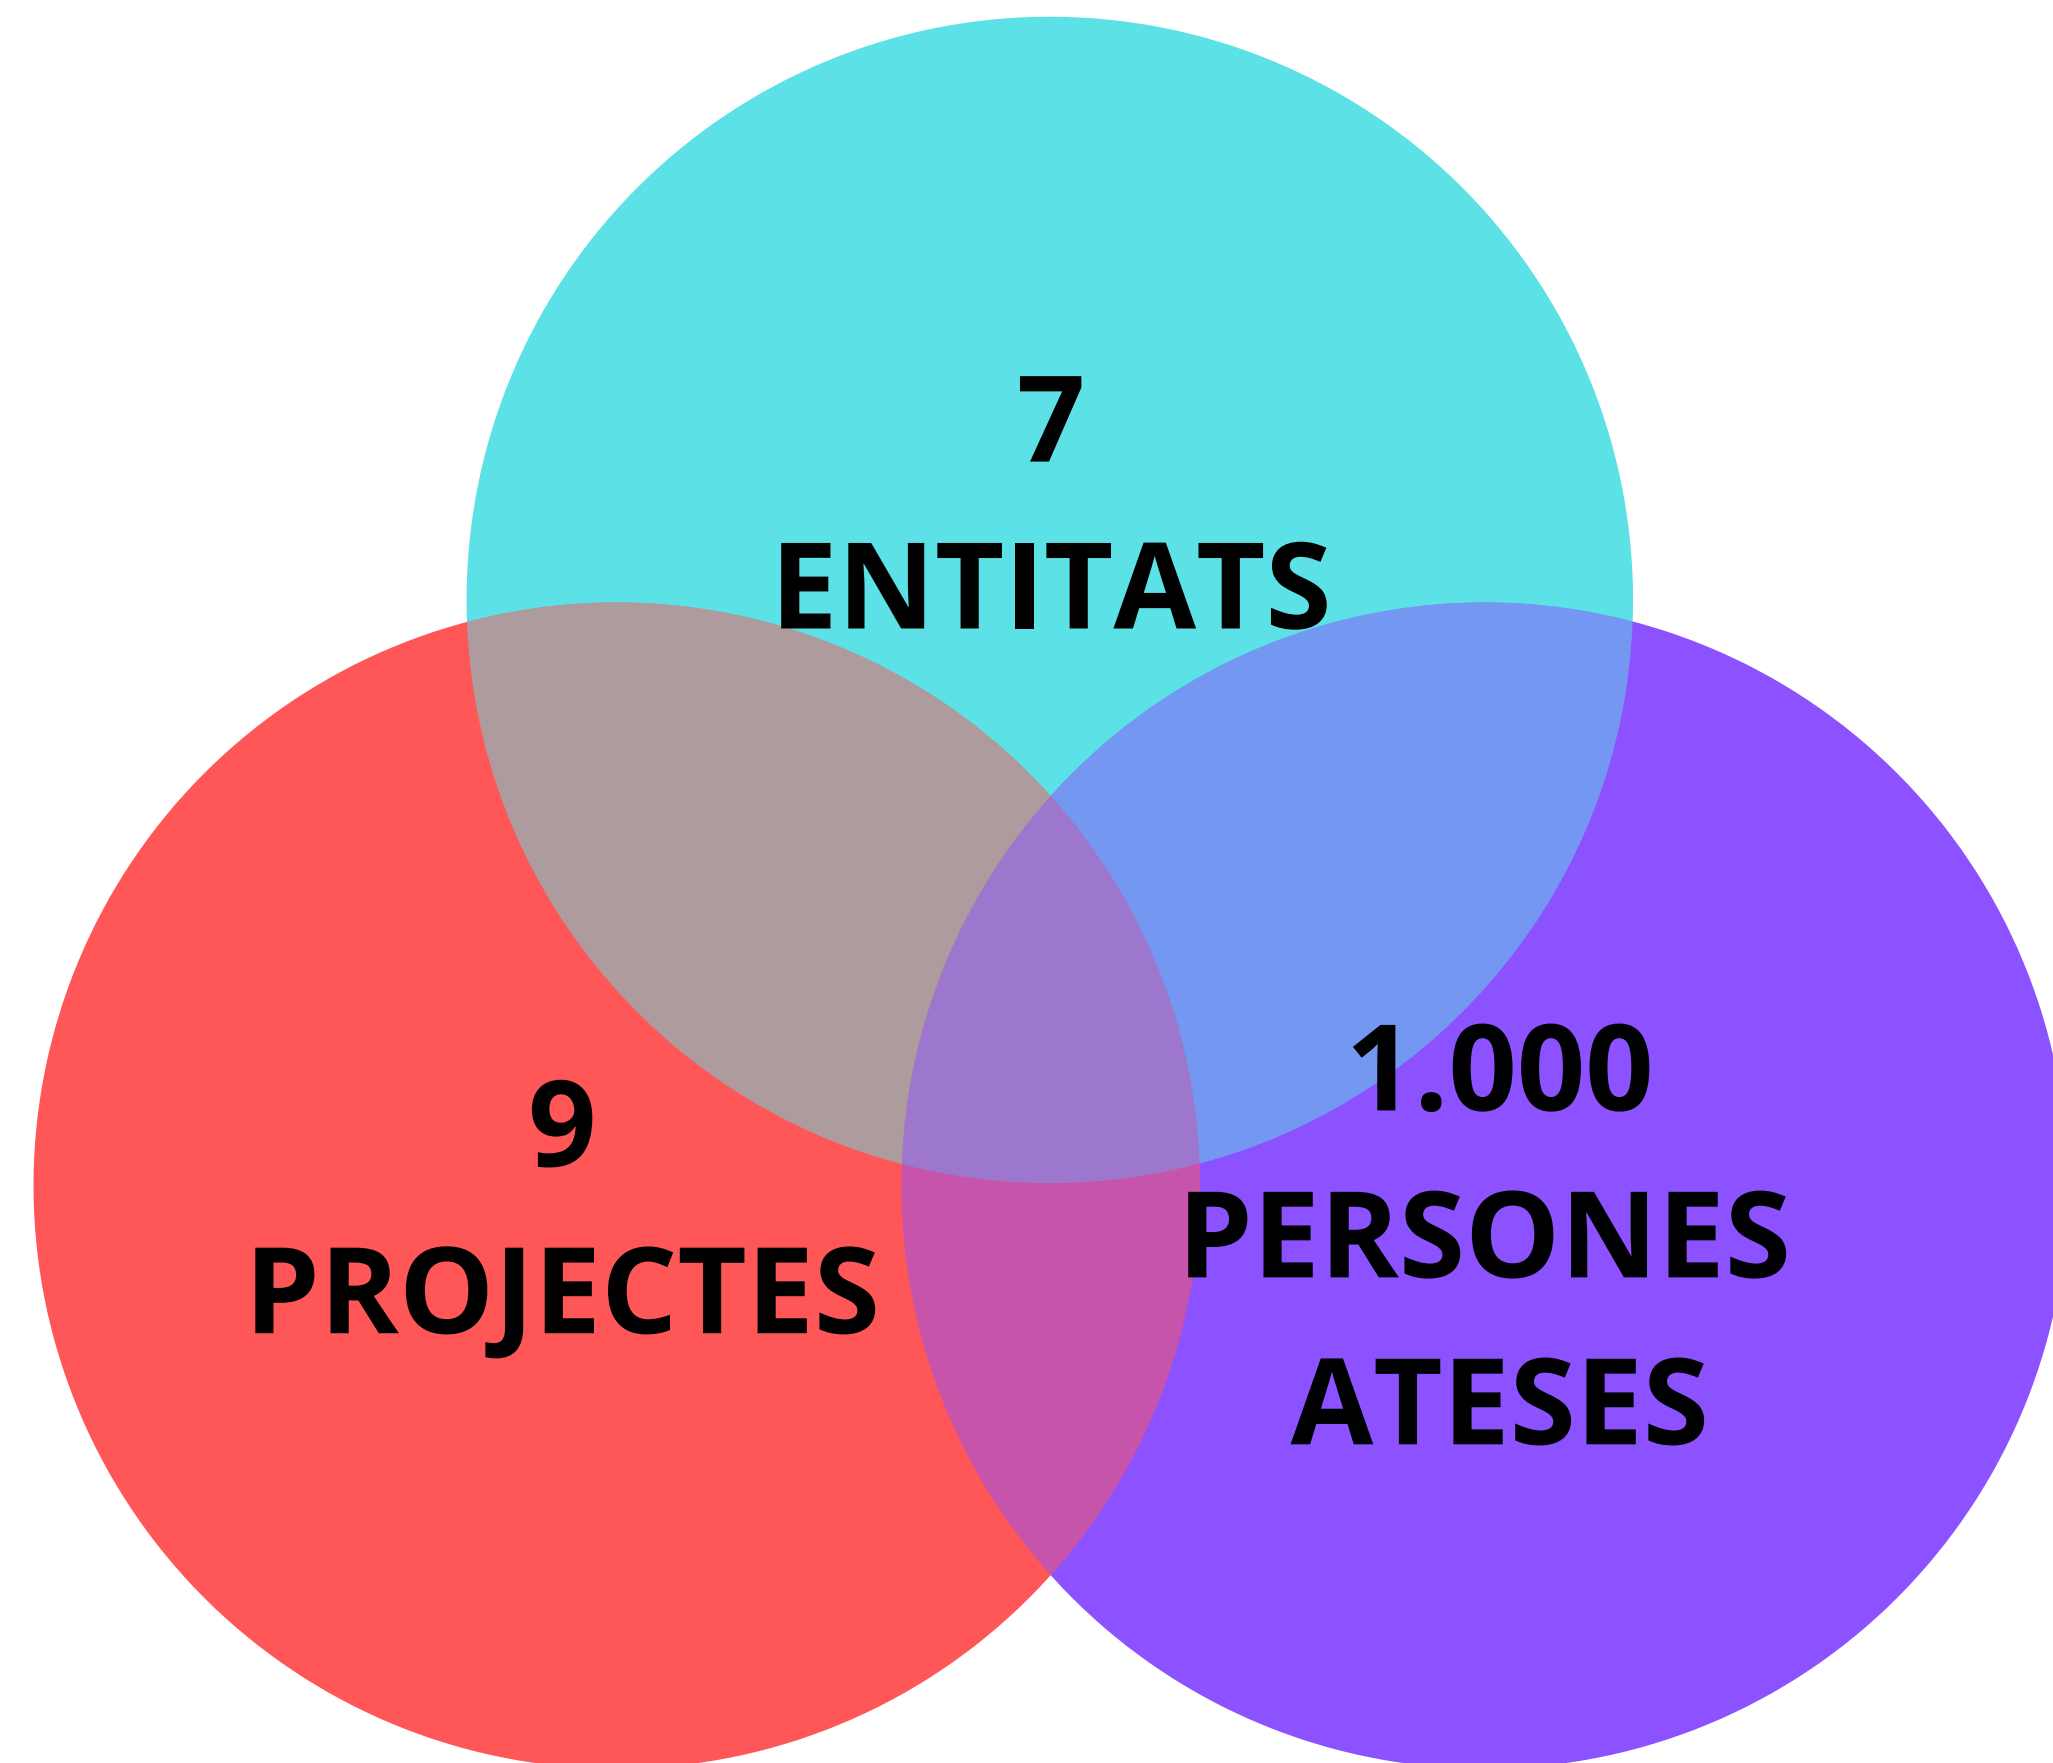 7
ENTITATS
9
PROJECTES
1.000
PERSONES
ATESES